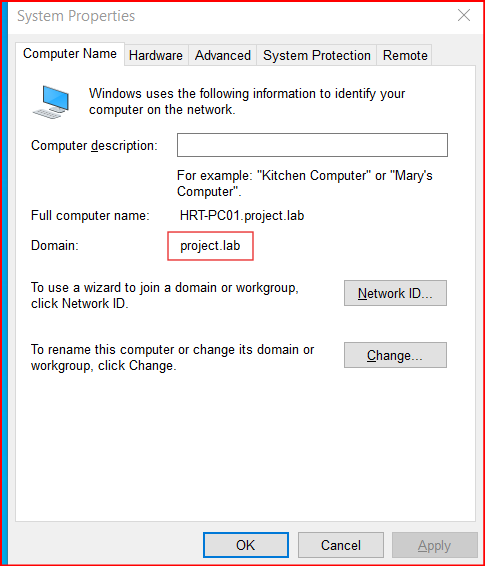 System Properties
Computer Name Hardware Advanced System Protection Remote
Windows uses the following information to identify your
computer on the network.
Computer description:
For example: "Kitchen Computer" or "Mary's
Computer".
Full computer name: HRT-PC01.project.lab
Domain: project.lab
To use a wizard to join a domain or workgroup,
click Network ID.
Network ID...
To rename this computer or change its domain or
workgroup, click Change.
Change...
OK Cancel Apply